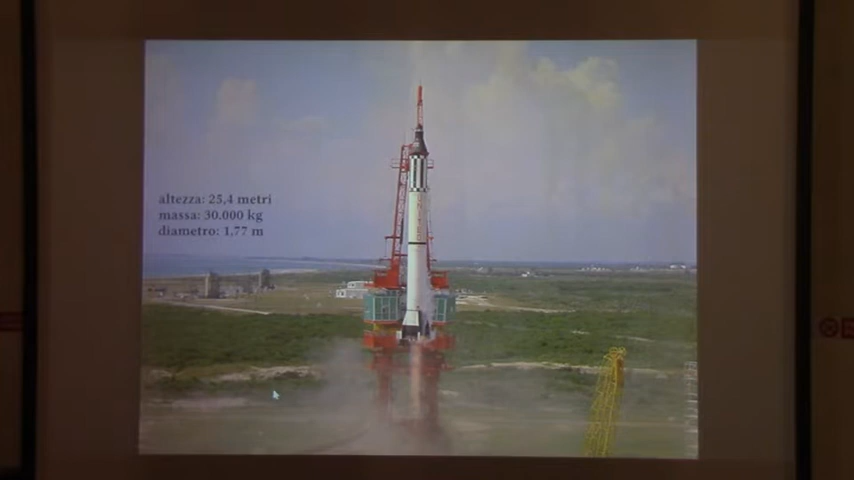 altezza: 25,4 metri
massa: 30.000 kg
diametro: 1,77 m